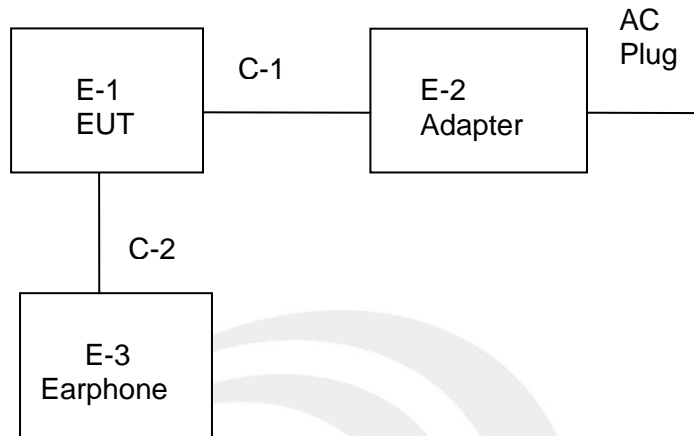 AC
Plug
C-1
E-1
EUT
E-2
Adapter
C-2
E-3
Earphone